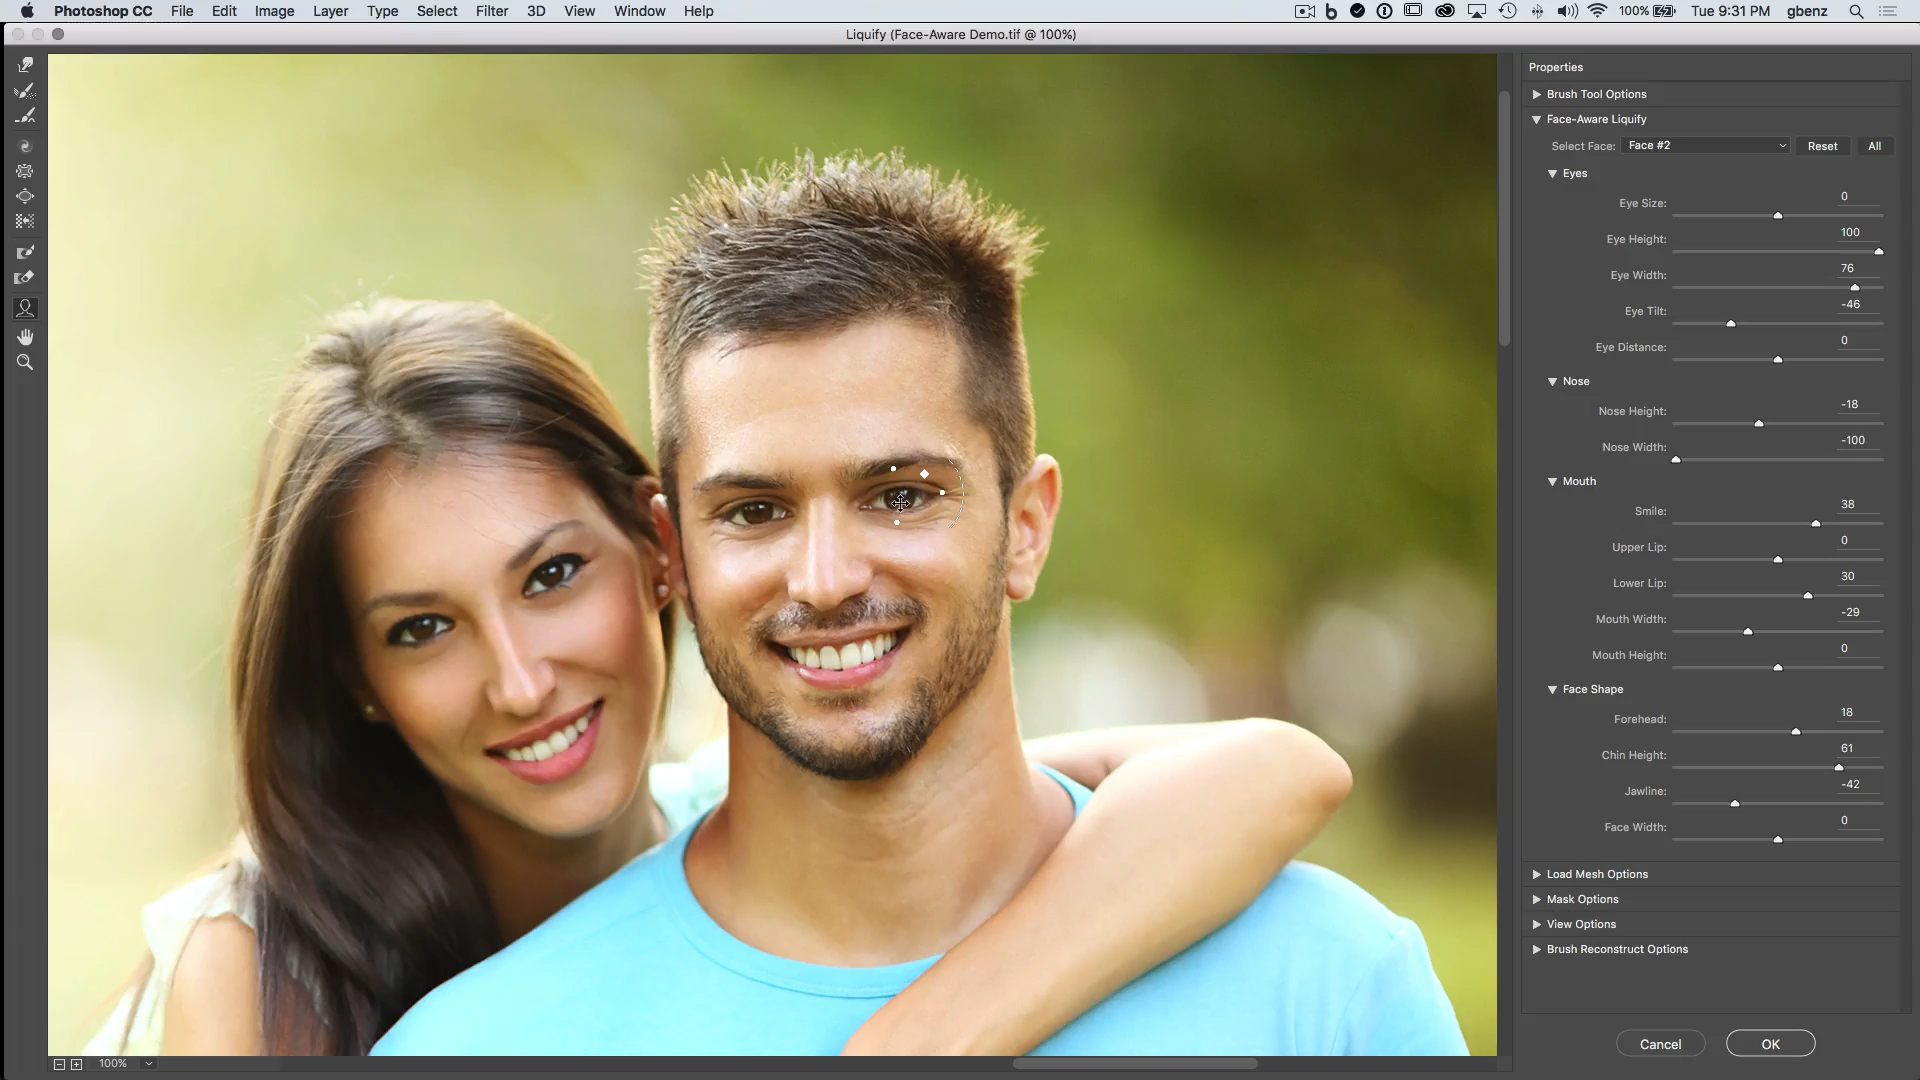 Photoshop CC File Edit Image Layer Type Select Filter 3D View Window Help 100% Tue 9:31 PM gbenz
Liquify (Face-Aware Demo.tif @ 100%)
Properties
Brush Tool Options
Face-Aware Liquify
Select Face: Face #2 Reset All
Eyes
Eye Size: 0
Eye Height: 100
Eye Width: 76
Eye Tilt: -46
Eye Distance: 0
Nose
Nose Height: -18
Nose Width: -100
Mouth
Smile: 38
Upper Lip: 0
Lower Lip: 30
Mouth Width: -29
Mouth Height: 0
Face Shape
Forehead: 18
Chin Height: 61
Jawline: -42
Face Width: 0
Load Mesh Options
Mask Options
View Options
Brush Reconstruct Options
Cancel OK
100%